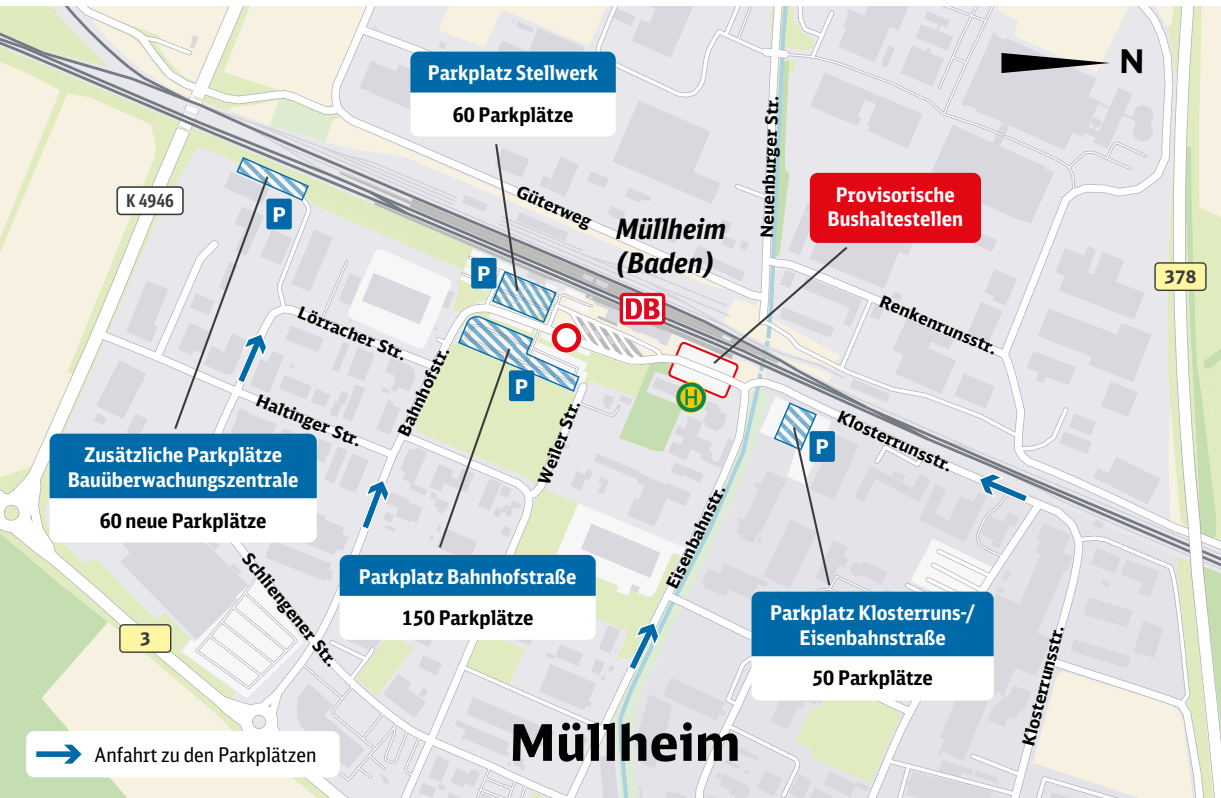 Parkplatz Stellwerk
60 Parkplätze
N
K 4946
Güterweg
Neuenburger Str.
Provisorische
Bushaltestellen
Müllheim
(Baden)
P
P
DB
378
Renkenrunsstr.
Lörracher Str.
Bahnhofstr.
P
H
Haltinger Str.
Weiler Str.
Klosterrunsstr.
P
Zusätzliche Parkplätze
Bauüberwachungszentrale
60 neue Parkplätze
Eisenbahnstr.
Schliengener Str.
Parkplatz Bahnhofstraße
150 Parkplätze
Parkplatz Klosterruns-/
Eisenbahnstraße
50 Parkplätze
3
Klosterrunsstr.
Müllheim
Anfahrt zu den Parkplätzen